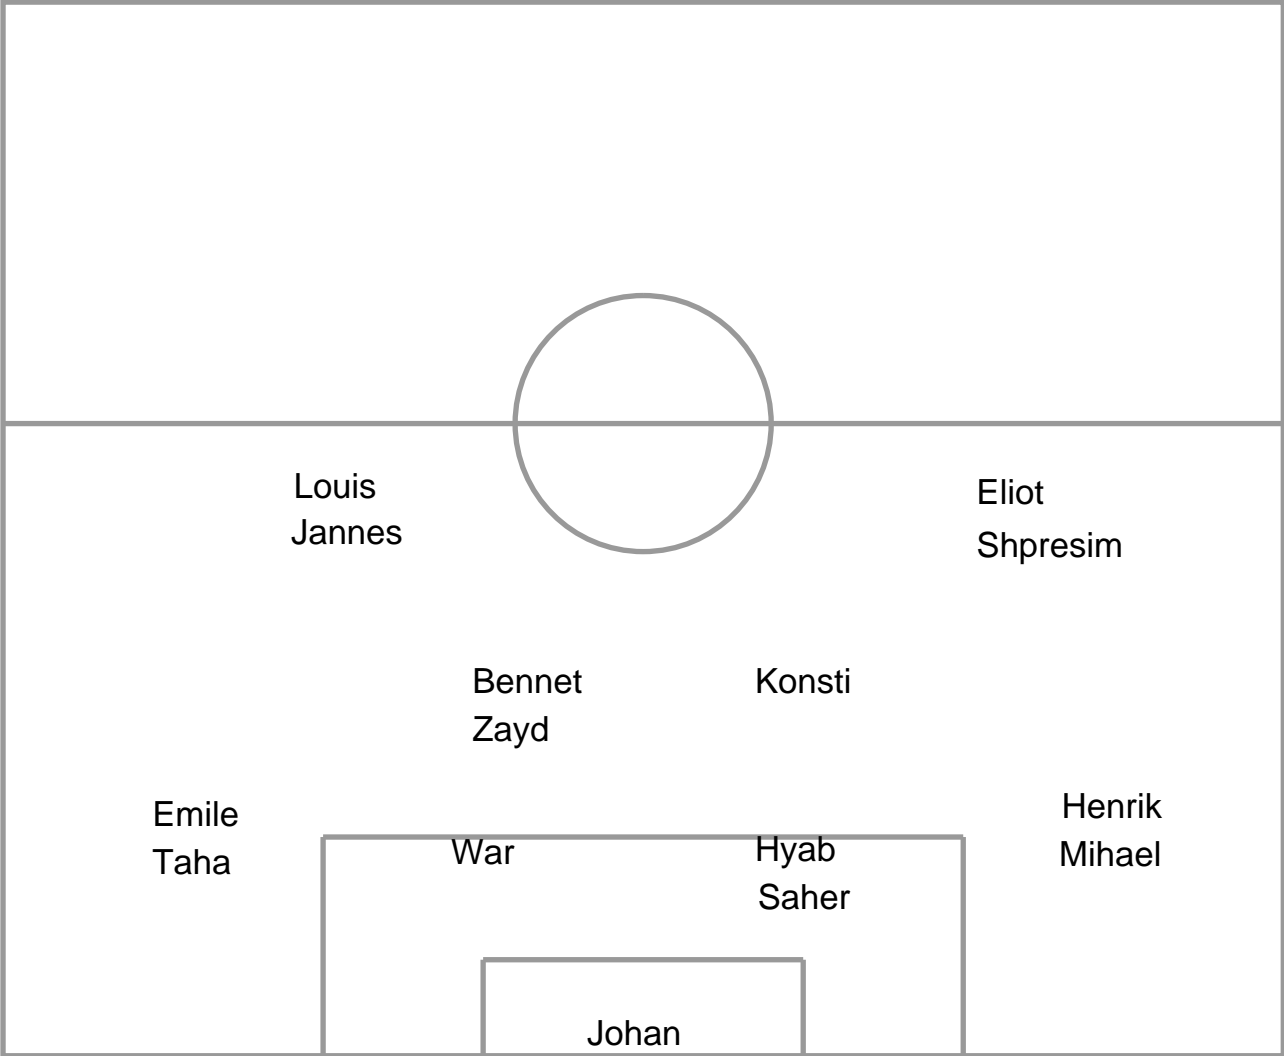 Louis
Jannes
Eliot
Shpresim
Bennet
Zayd
Konsti
Emile
Taha
War
Hyab
Saher
Henrik
Mihael
Johan